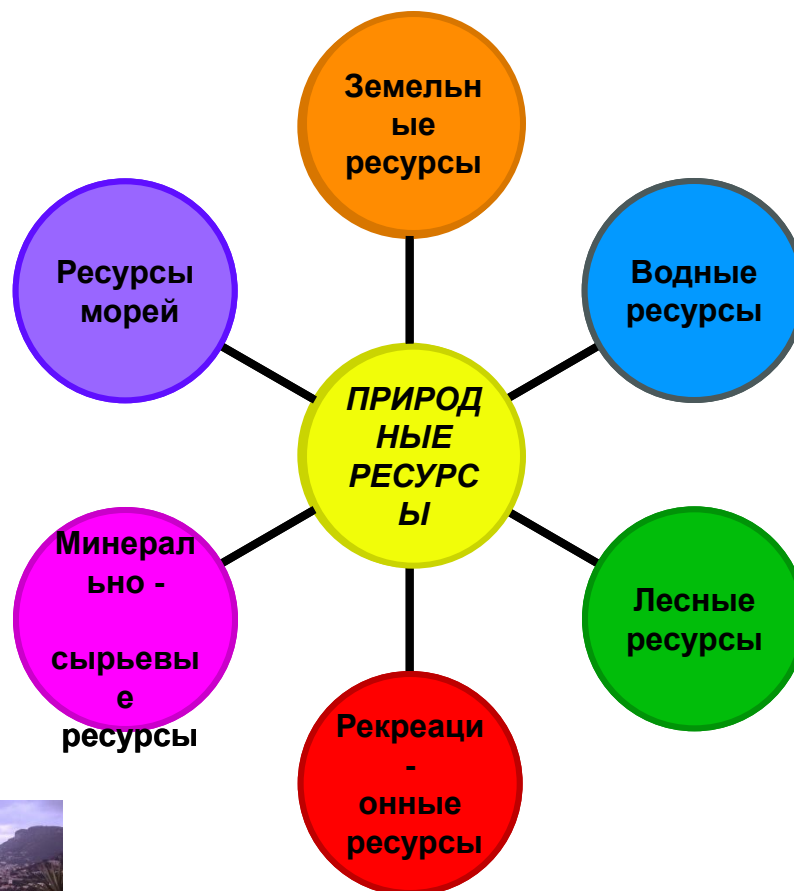 Земельн
ые
ресурсы
Ресурсы
морей
Водные
ресурсы
ПРИРОД
НЫЕ
РЕСУРС
Ы
Минерал
ьно -
сырьевы
е
ресурсы
Лесные
ресурсы
Рекреаци
-
онные
ресурсы